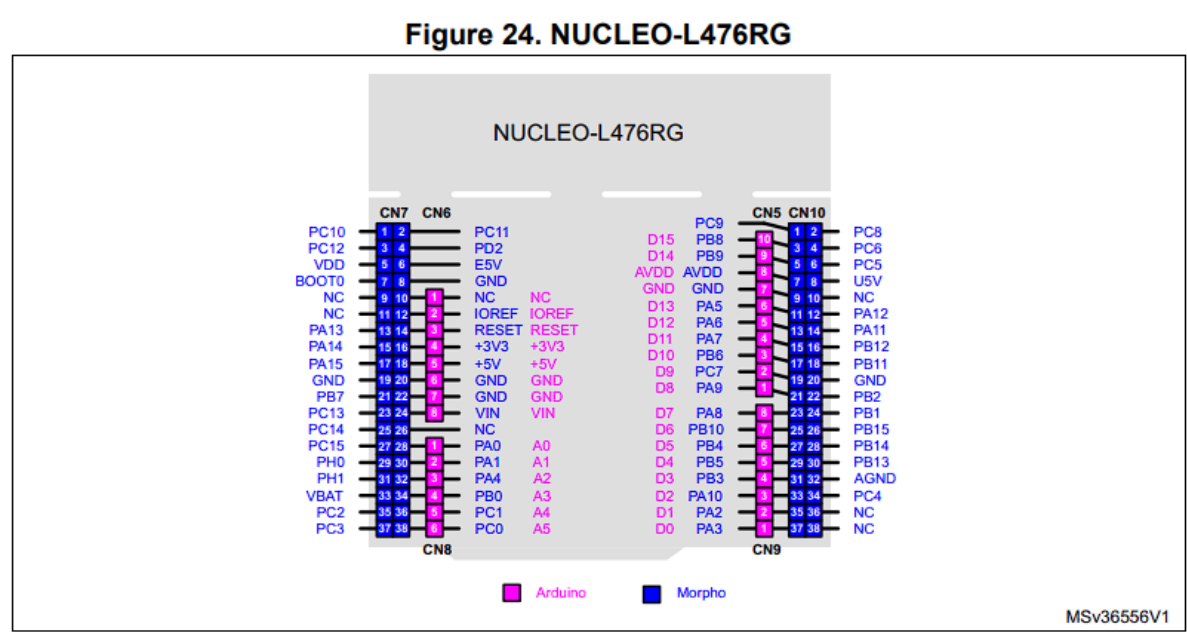 Figure 24. NUCLEO-L476RG
NUCLEO-L476RG
CN7 CN6 CN5 CN10
PC9
PC10 1 2 PC11 D15 PB8 10 1 2 PC8
PC12 3 4 PD2 D14 PB9 9 3 4 PC6
VDD 5 6 E5V AVDD AVDD 8 5 6 PC5
BOOT0 7 8 GND GND GND 7 7 8 U5V
NC 9 10 1 NC NC D13 PA5 6 9 10 NC
NC 11 12 2 IOREF IOREF D12 PA6 5 11 12 PA12
PA13 13 14 3 RESET RESET D11 PA7 4 13 14 PA11
PA14 15 16 4 +3V3 +3V3 D10 PB6 3 15 16 PB12
PA15 17 18 5 +5V +5V D9 PC7 2 17 18 PB11
GND 19 20 6 GND GND D8 PA9 1 19 20 GND
PB7 21 22 7 GND GND 21 22 PB2
PC13 23 24 8 VIN VIN D7 PA8 8 23 24 PB1
PC14 25 26 NC D6 PB10 7 25 26 PB15
PC15 27 28 1 PA0 A0 D5 PB4 6 27 28 PB14
PH0 29 30 2 PA1 A1 D4 PB5 5 29 30 PB13
PH1 31 32 3 PA4 A2 D3 PB3 4 31 32 AGND
VBAT 33 34 4 PB0 A3 D2 PA10 3 33 34 PC4
PC2 35 36 5 PC1 A4 D1 PA2 2 35 36 NC
PC3 37 38 6 PC0 A5 D0 PA3 1 37 38 NC
CN8 CN9
Arduino Morpho
MSv36556V1